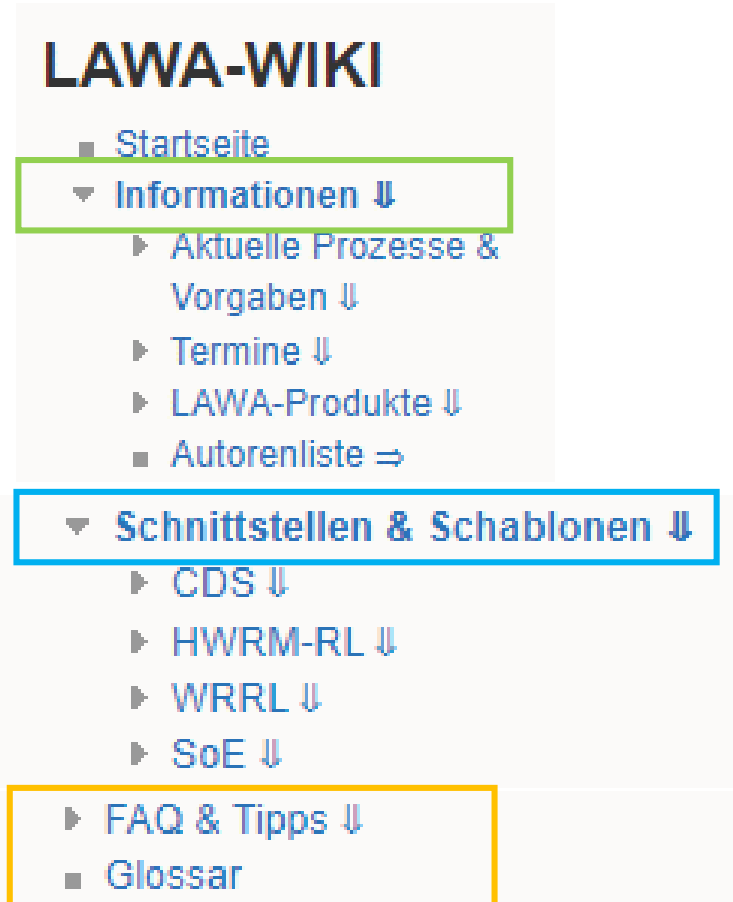 LAWA-WIKI
Startseite
Informationen ⇓
Aktuelle Prozesse &
Vorgaben ⇓
Termine ⇓
LAWA-Produkte ⇓
Autorenliste ⇒
Schnittstellen & Schablonen ⇓
CDS ⇓
HWRM-RL ⇓
WRRL ⇓
SoE ⇓
FAQ & Tipps ⇓
Glossar